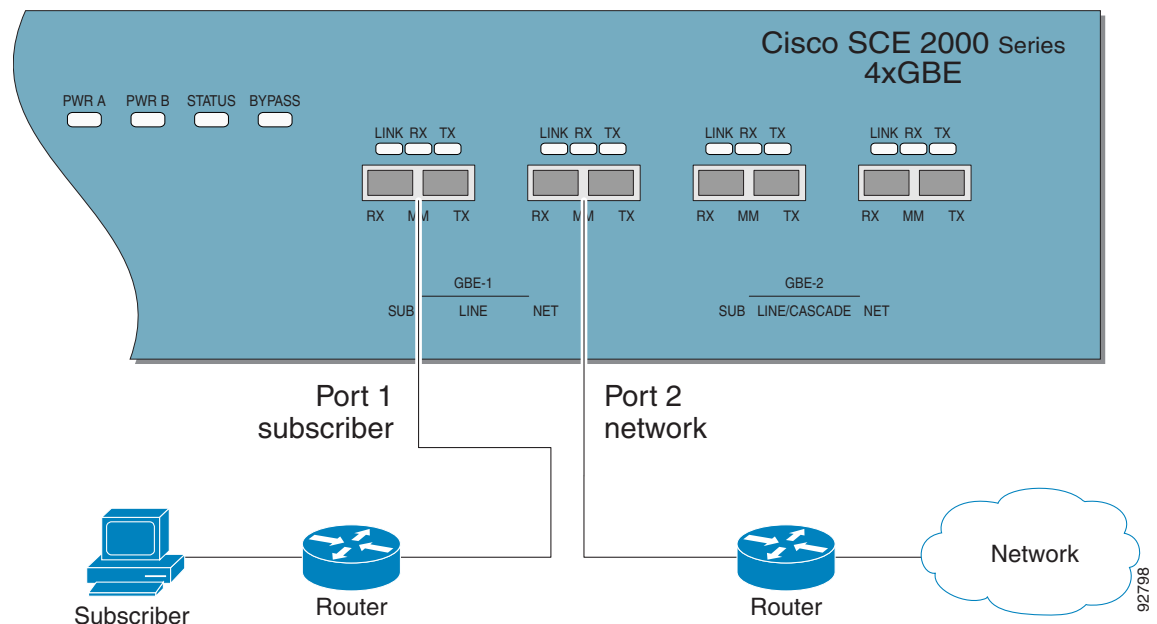 Cisco SCE 2000 Series
4xGBE
PWR A PWR B STATUS BYPASS
LINK RX TX LINK RX TX LINK RX TX LINK RX TX
RX MM TX RX MM TX RX MM TX RX MM TX
GBE-1 GBE-2
SUB LINE NET SUB LINE/CASCADE NET
Port 1
subscriber
Port 2
network
Network
Subscriber
Router
Router
92798